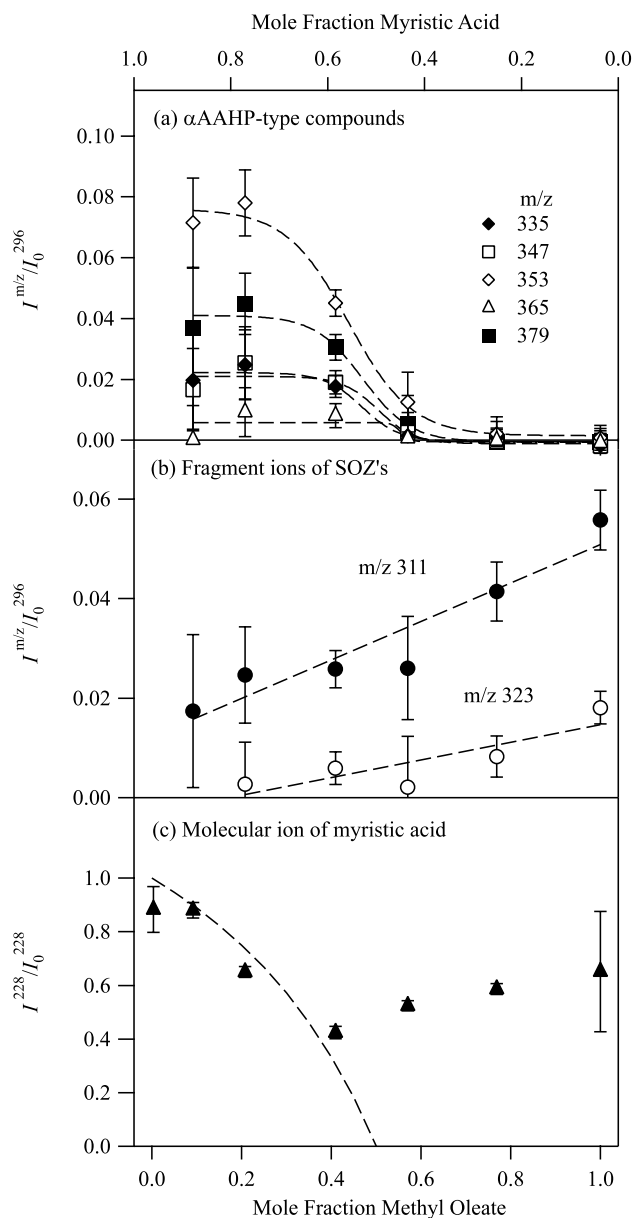 Mole Fraction Myristic Acid
1.0 0.8 0.6 0.4 0.2 0.0
(a) αAAHP-type compounds
0.10
0.08
0.06
0.04
0.02
0.00
I m/z/I0 296
m/z
335
347
353
365
379
(b) Fragment ions of SOZ's
0.06
0.04
0.02
0.00
I m/z/I0 296
m/z 311
m/z 323
(c) Molecular ion of myristic acid
1.0
0.8
0.6
0.4
0.2
0.0
I 228/I0 228
0.0 0.2 0.4 0.6 0.8 1.0
Mole Fraction Methyl Oleate